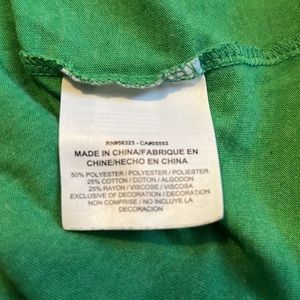 RN#56323 - CA#05553
MADE IN CHINA/FABRIQUE EN
CHINE/HECHO EN CHINA
50% POLYESTER / POLYESTER / POLIESTER
25% COTTON / COTON / ALGODON
25% RAYON / VISCOSE / VISCOSA
EXCLUSIVE OF DECORATION / DECORATION
NON COMPRISE / NO INCLUYE LA
DECORACION